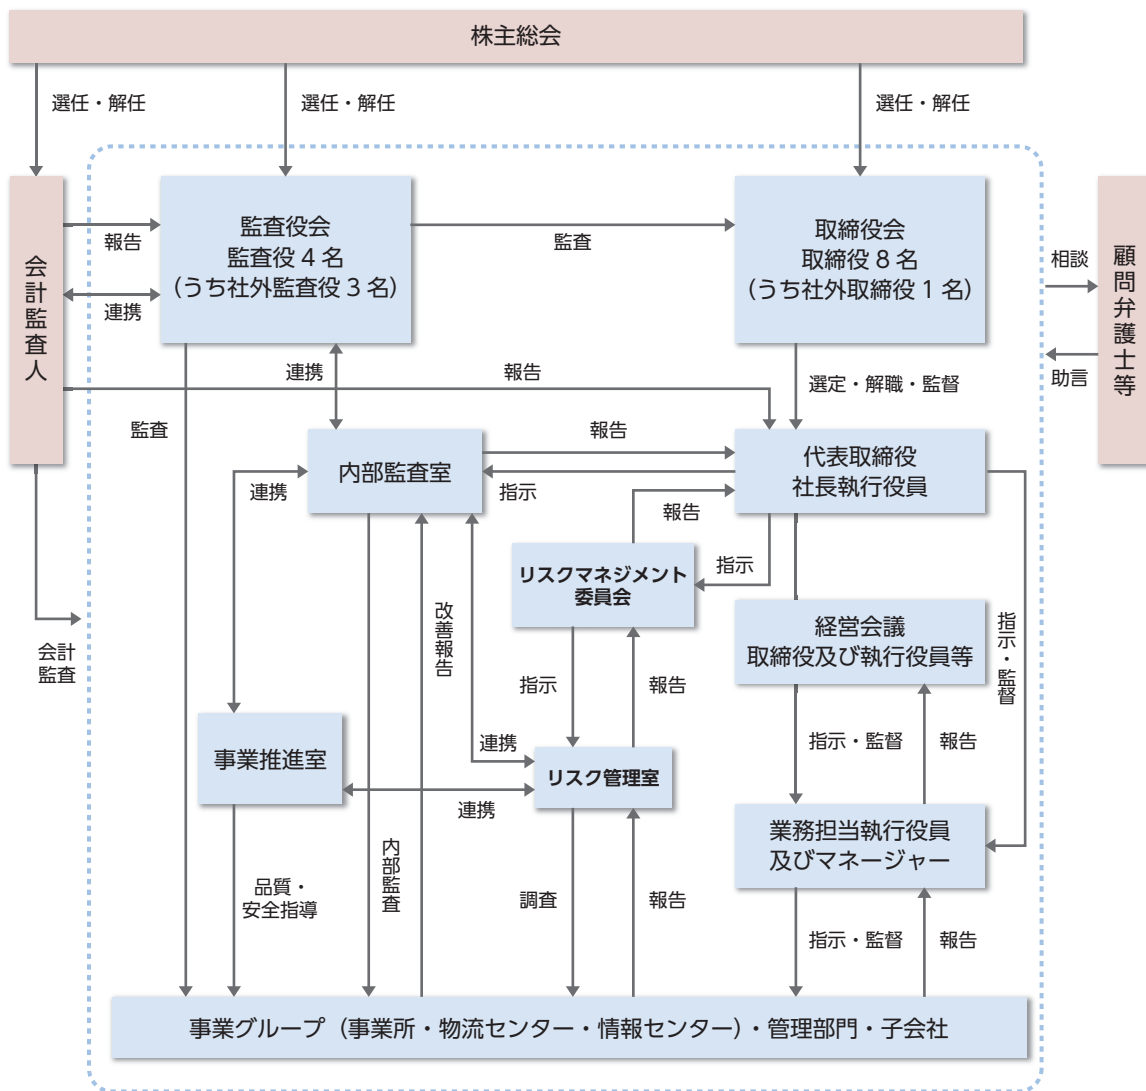 株主総会
選任・解任
選任・解任
選任・解任
監査役会
監査役4名
(うち社外監査役3名)
取締役会
取締役8名
(うち社外取締役1名)
報告
監査
連携
会計監査人
相談
助言
顧問弁護士等
連携
報告
選定・解職・監督
監査
報告
内部監査室
代表取締役
社長執行役員
連携
指示
報告
リスクマネジメント
委員会
指示
改善報告
経営会議
取締役及び執行役員等
指示・監督
会計
監査
指示
報告
事業推進室
連携
指示・監督
報告
リスク管理室
連携
業務担当執行役員
及びマネージャー
内部監査
品質・
安全指導
調査
報告
指示・監督
報告
事業グループ(事業所・物流センター・情報センター)・管理部門・子会社